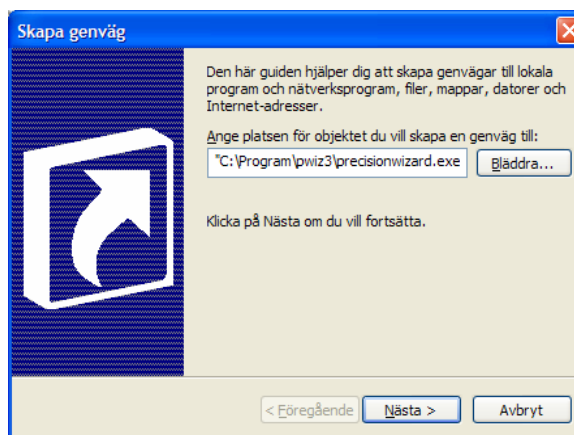 Skapa genväg
Den här guiden hjälper dig att skapa genvägar till lokala
program och nätverksprogram, filer, mappar, datorer och
Internet-adresser.
Ange platsen för objektet du vill skapa en genväg till:
"C:\Program\pwiz3\precisionwizard.exe
Bläddra...
Klicka på Nästa om du vill fortsätta.
< Föregående
Nästa >
Avbryt